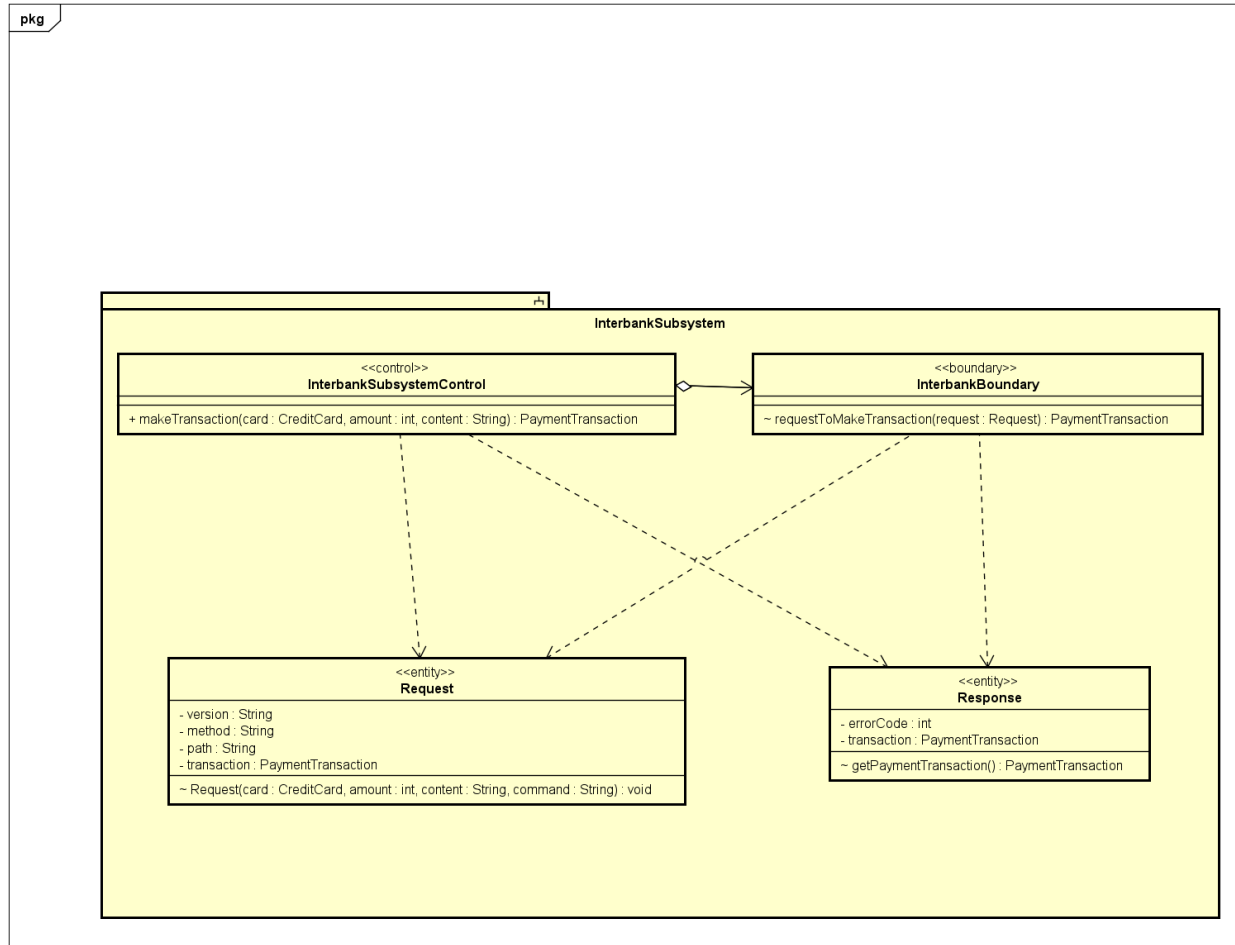 pkg
InterbankSubsystem
<<control>>
InterbankSubsystemControl
+ makeTransaction(card : CreditCard, amount : int, content : String) : PaymentTransaction
<<boundary>>
InterbankBoundary
~ requestToMakeTransaction(request : Request) : PaymentTransaction
<<entity>>
Request
- version : String
- method : String
- path : String
- transaction : PaymentTransaction
~ Request(card : CreditCard, amount : int, content : String, command : String) : void
<<entity>>
Response
- errorCode : int
- transaction : PaymentTransaction
~ getPaymentTransaction() : PaymentTransaction